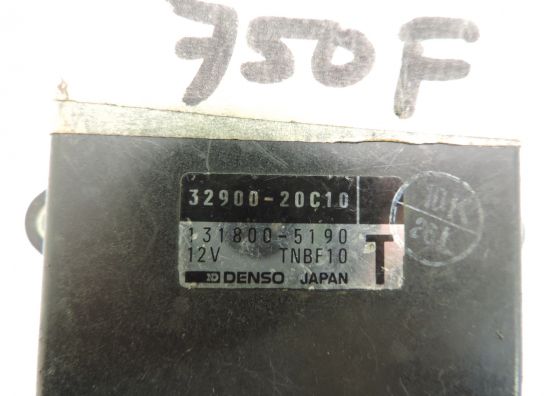 750F
32900-20C10
131800-5190
12V TNBF10
T
DENSO JAPAN